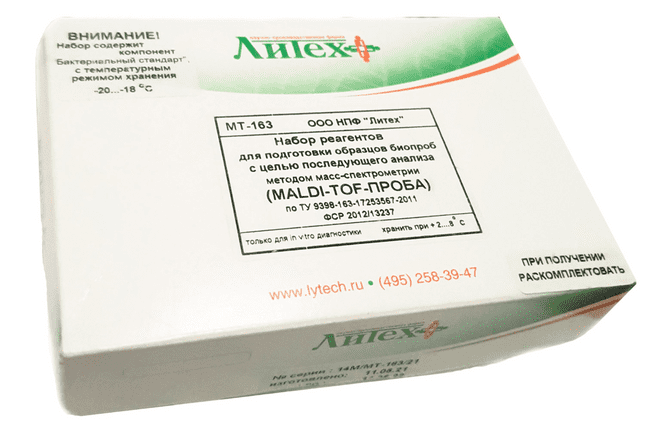 ВНИМАНИЕ!
Набор содержит
компонент
"Бактериальный стандарт",
с температурным
режимом хранения
-20...-18 °C
ЛиТех
МТ-163 ООО НПФ "Литех"
Набор реагентов
для подготовки образцов биопроб
с целью последующего анализа
методом масс-спектрометрии
(MALDI-TOF-ПРОБА)
по ТУ 9398-163-17253567-2011
ФСР 2012/13237
только для in vitro диагностики хранить при + 2...8° C
www.lytech.ru • (495) 258-39-47
ПРИ ПОЛУЧЕНИИ
РАСКОМПЛЕКТОВАТЬ
ЛиТех
№ серии : 14М/МТ-163/21
изготовлено: 11.08.21